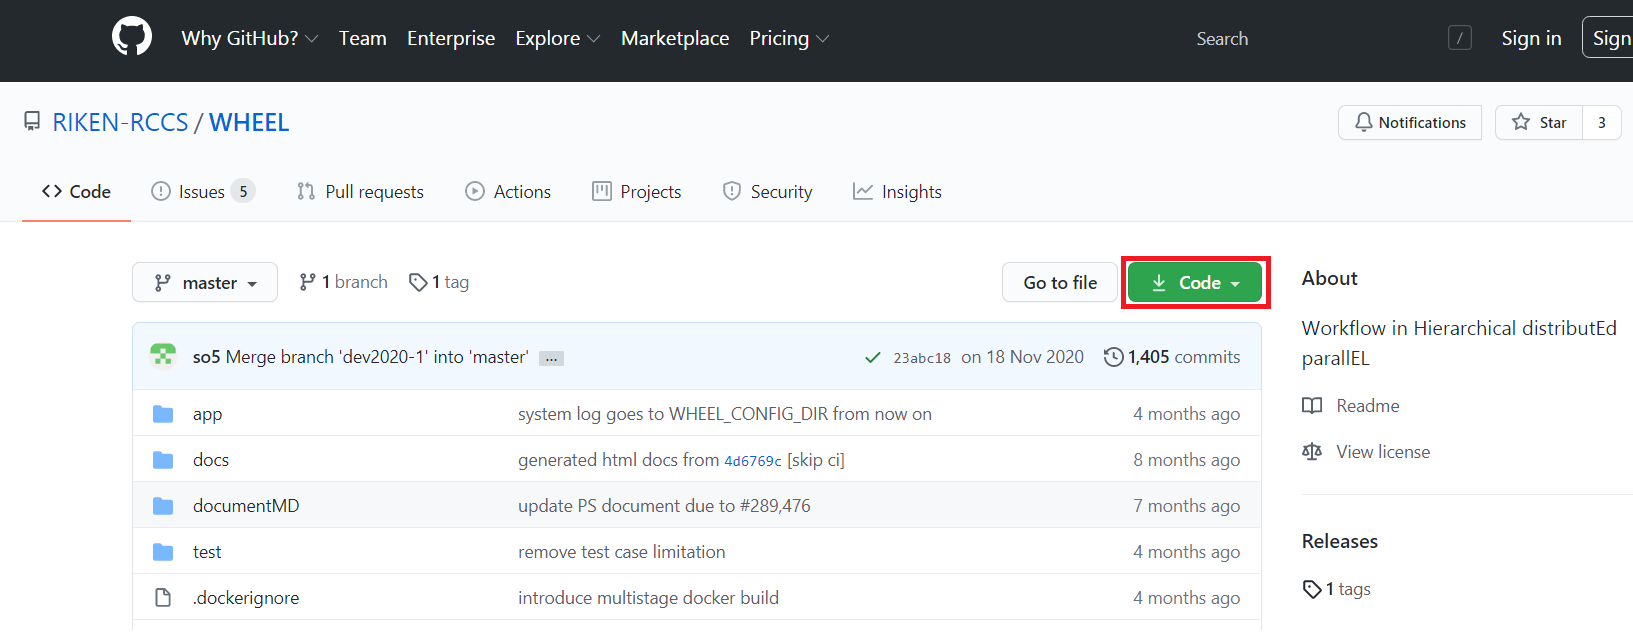 Why GitHub? Team Enterprise Explore Marketplace Pricing Search / Sign in Sign
RIKEN-RCCS / WHEEL Notifications Star 3
Code Issues 5 Pull requests Actions Projects Security Insights
master 1 branch 1 tag Go to file Code About
Workflow in Hierarchical distributEd
parallEL
so5 Merge branch 'dev2020-1' into 'master' ... 23abc18 on 18 Nov 2020 1,405 commits
Readme
app system log goes to WHEEL_CONFIG_DIR from now on 4 months ago
View license
docs generated html docs from 4d6769c [skip ci] 8 months ago
documentMD update PS document due to #289,476 7 months ago
Releases
test remove test case limitation 4 months ago
1 tags
.dockerignore introduce multistage docker build 4 months ago